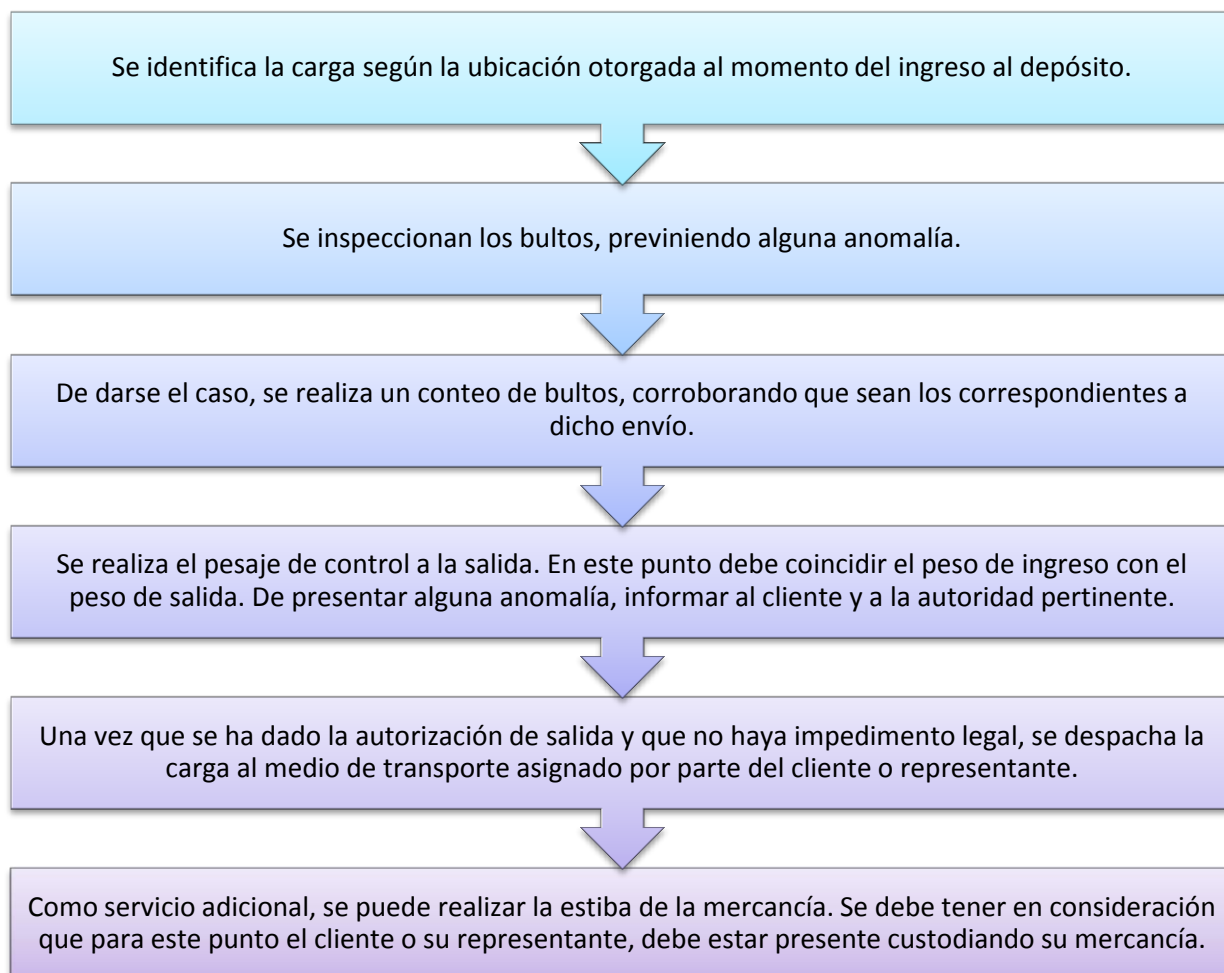 Se identifica la carga según la ubicación otorgada al momento del ingreso al depósito.
Se inspeccionan los bultos, previniendo alguna anomalía.
De darse el caso, se realiza un conteo de bultos, corroborando que sean los correspondientes a
dicho envío.
Se realiza el pesaje de control a la salida. En este punto debe coincidir el peso de ingreso con el
peso de salida. De presentar alguna anomalía, informar al cliente y a la autoridad pertinente.
Una vez que se ha dado la autorización de salida y que no haya impedimento legal, se despacha la
carga al medio de transporte asignado por parte del cliente o representante.
Como servicio adicional, se puede realizar la estiba de la mercancía. Se debe tener en consideración
que para este punto el cliente o su representante, debe estar presente custodiando su mercancía.